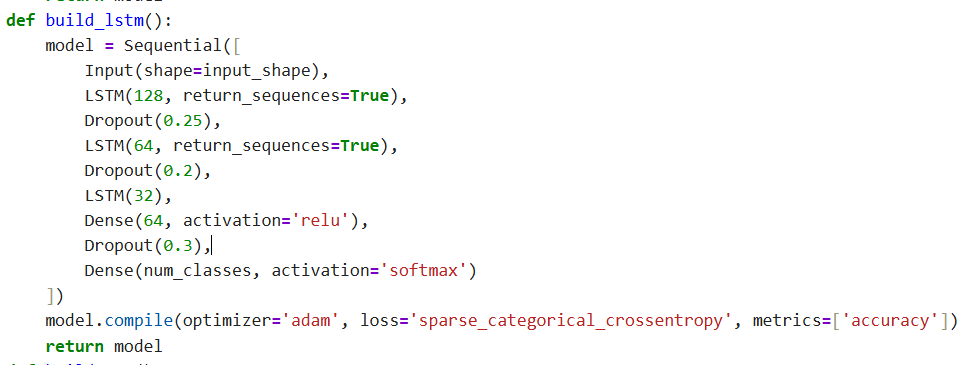 def build_lstm():
    model = Sequential([
        Input(shape=input_shape),
        LSTM(128, return_sequences=True),
        Dropout(0.25),
        LSTM(64, return_sequences=True),
        Dropout(0.2),
        LSTM(32),
        Dense(64, activation='relu'),
        Dropout(0.3),
        Dense(num_classes, activation='softmax')
    ])
    model.compile(optimizer='adam', loss='sparse_categorical_crossentropy', metrics=['accuracy'])
    return model